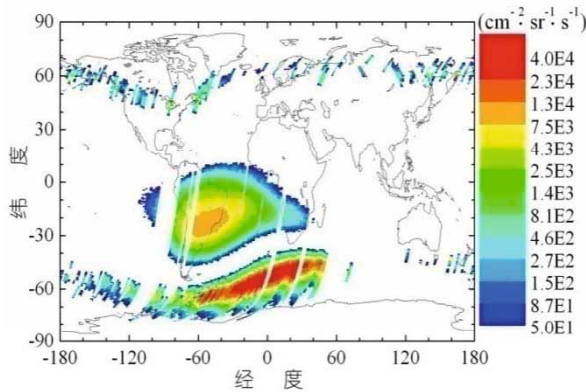 (cm⁻²·sr⁻¹·s⁻¹)
90
60
30
0
-30
-60
-90
纬 度
-180 -120 -60 0 60 120 180
经 度
4.0E4
2.3E4
1.3E4
7.5E3
4.3E3
2.5E3
1.4E3
8.1E2
4.6E2
2.7E2
1.5E2
8.7E1
5.0E1